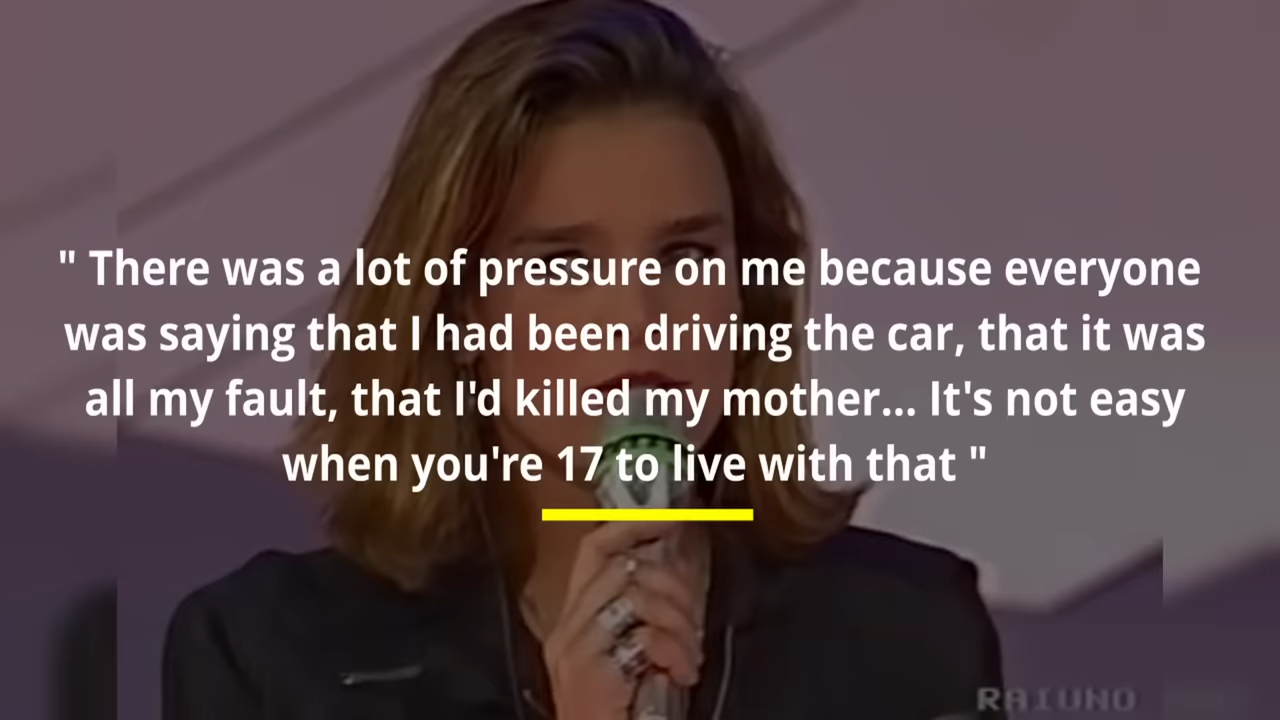 " There was a lot of pressure on me because everyone
was saying that I had been driving the car, that it was
all my fault, that I'd killed my mother... It's not easy
when you're 17 to live with that "
RAIUNO